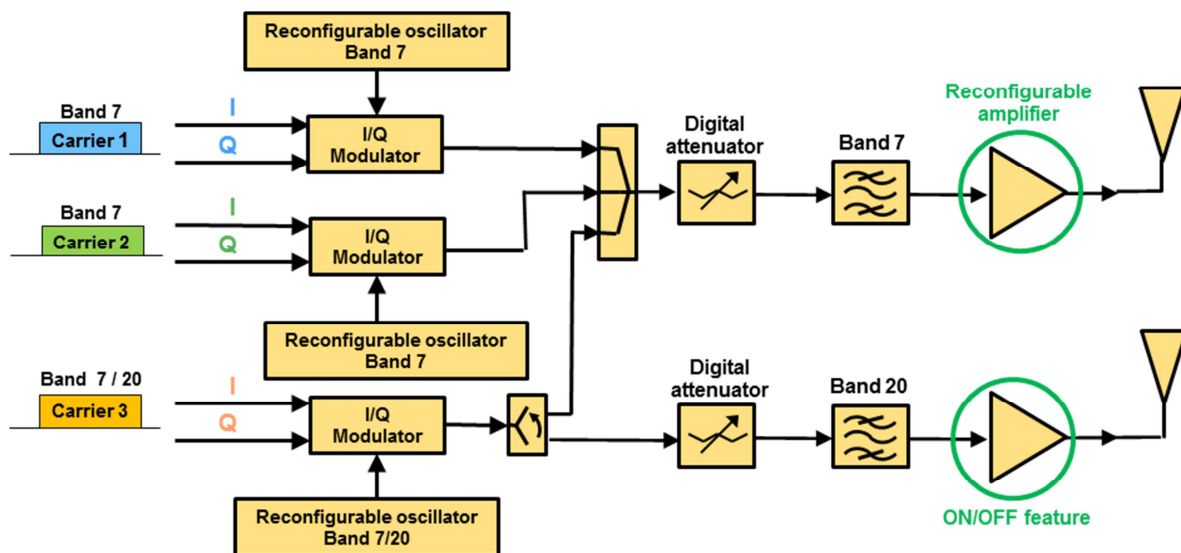 Reconfigurable oscillator
Band 7
Band 7
Carrier 1
I
Q
I/Q
Modulator
Digital
attenuator
Band 7
Reconfigurable
amplifier
Band 7
Carrier 2
I
Q
I/Q
Modulator
Reconfigurable oscillator
Band 7
Band 7 / 20
Carrier 3
I
Q
I/Q
Modulator
Digital
attenuator
Band 20
ON/OFF feature
Reconfigurable oscillator
Band 7/20